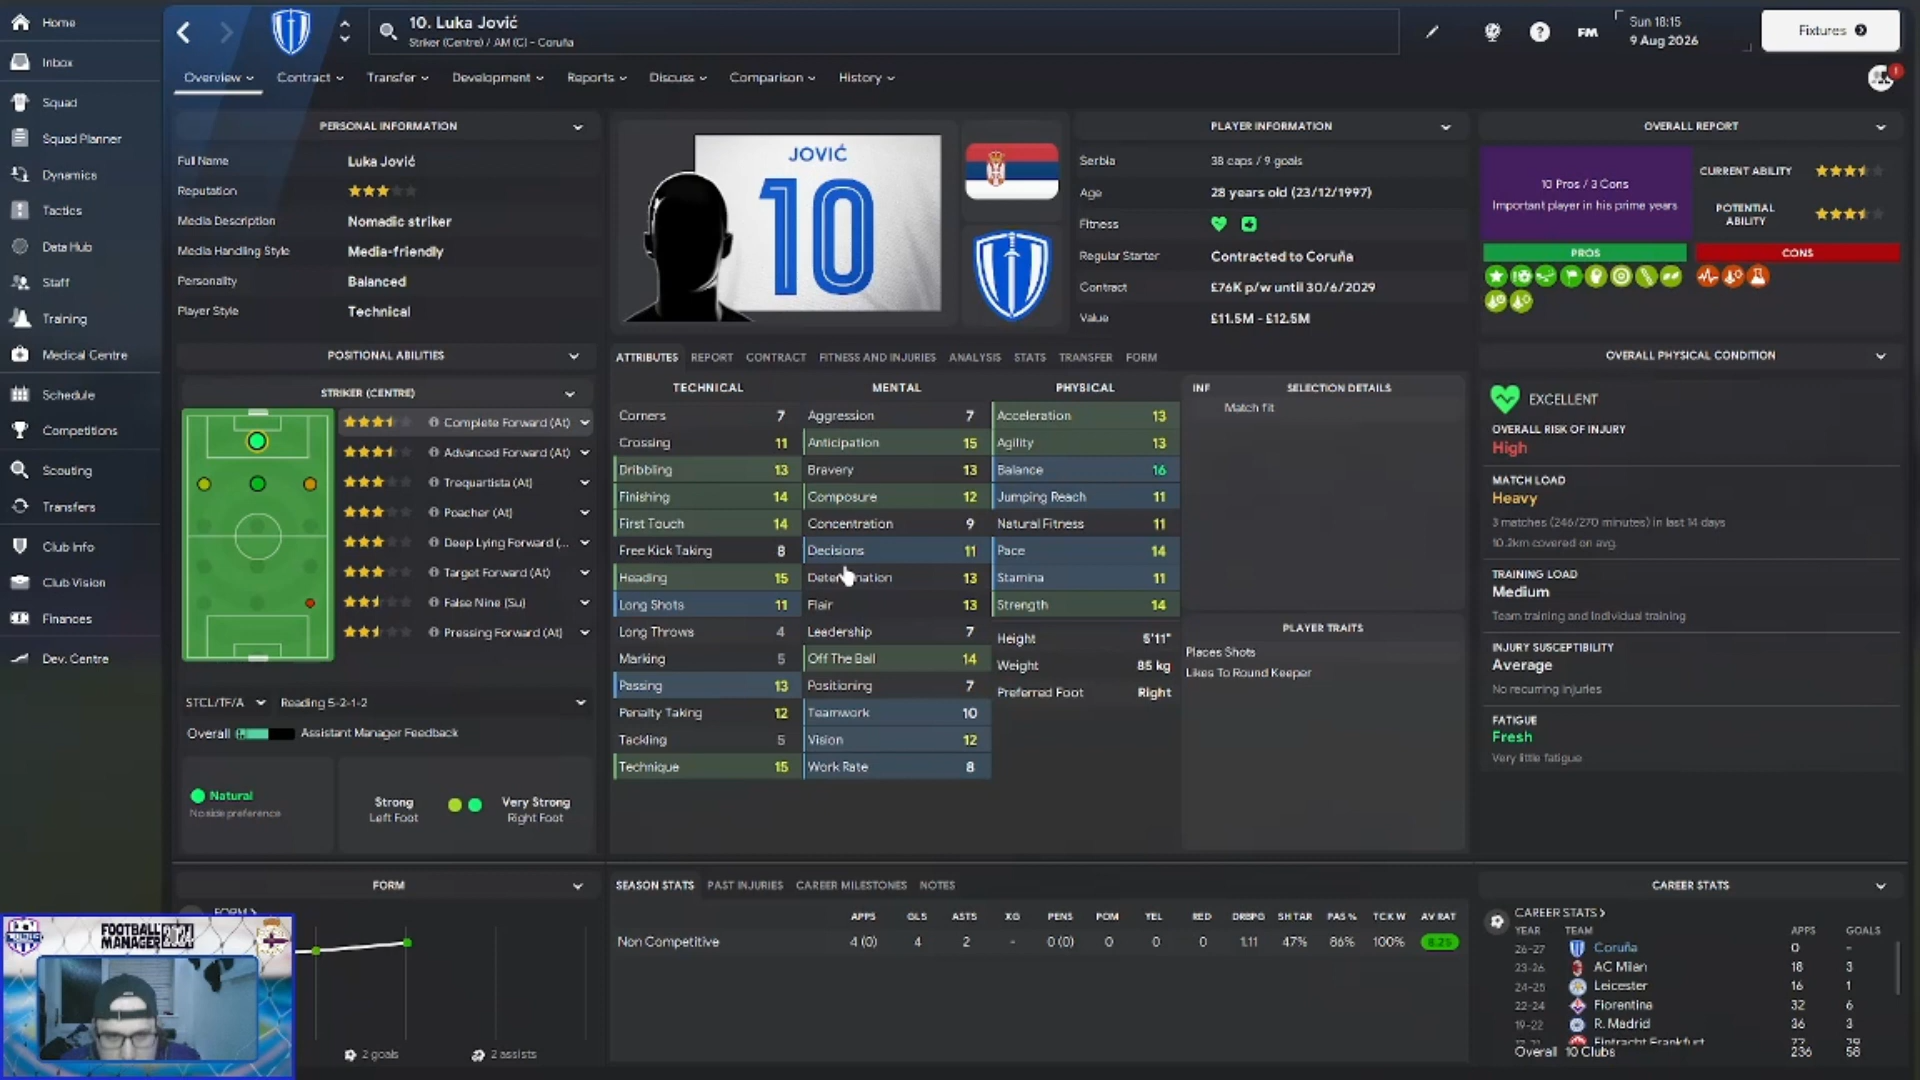 Home
Inbox
Squad
Squad Planner
Dynamics
Tactics
Data Hub
Staff
Training
Medical Centre
Schedule
Competitions
Scouting
Transfers
Club Info
Club Vision
Finances
Dev. Centre
10. Luka Jović
Striker (Centre) / AM (C) - Coruña
FM
Sun 18:15
9 Aug 2026
Fixtures
Overview
Contract
Transfer
Development
Reports
Discuss
Comparison
History
PERSONAL INFORMATION
Full Name Luka Jović
Reputation
Media Description Nomadic striker
Media Handling Style Media-friendly
Personality Balanced
Player Style Technical
JOVIĆ
10
PLAYER INFORMATION
Serbia 38 caps / 9 goals
Age 28 years old (23/12/1997)
Fitness
Regular Starter Contracted to Coruña
Contract £76K p/w until 30/6/2029
Value £11.5M - £12.5M
OVERALL REPORT
10 Pros / 3 Cons
Important player in his prime years
CURRENT ABILITY
POTENTIAL ABILITY
PROS
CONS
POSITIONAL ABILITIES
STRIKER (CENTRE)
Complete Forward (At)
Advanced Forward (At)
Trequartista (At)
Poacher (At)
Deep Lying Forward (...
Target Forward (At)
False Nine (Su)
Pressing Forward (At)
STCL/TF/A Reading 5-2-1-2
Overall Assistant Manager Feedback
Natural
No side preference
Strong
Left Foot
Very Strong
Right Foot
ATTRIBUTES REPORT CONTRACT FITNESS AND INJURIES ANALYSIS STATS TRANSFER FORM
TECHNICAL
Corners 7
Crossing 11
Dribbling 13
Finishing 14
First Touch 14
Free Kick Taking 8
Heading 15
Long Shots 11
Long Throws 4
Marking 5
Passing 13
Penalty Taking 12
Tackling 5
Technique 15
MENTAL
Aggression 7
Anticipation 15
Bravery 13
Composure 12
Concentration 9
Decisions 11
Determination 13
Flair 13
Leadership 7
Off The Ball 14
Positioning 7
Teamwork 10
Vision 12
Work Rate 8
PHYSICAL
Acceleration 13
Agility 13
Balance 16
Jumping Reach 11
Natural Fitness 11
Pace 14
Stamina 11
Strength 14
Height 5'11"
Weight 85 kg
Preferred Foot Right
INF SELECTION DETAILS
Match fit
PLAYER TRAITS
Places Shots
Likes To Round Keeper
OVERALL PHYSICAL CONDITION
EXCELLENT
OVERALL RISK OF INJURY
High
MATCH LOAD
Heavy
3 matches (246/270 minutes) in last 14 days
10.2km covered on avg.
TRAINING LOAD
Medium
Team training and Individual training
INJURY SUSCEPTIBILITY
Average
No recurring injuries
FATIGUE
Fresh
Very little fatigue
FORM
FORM
2 goals
2 assists
FOOTBALL
MANAGER 2024
SEASON STATS PAST INJURIES CAREER MILESTONES NOTES
APPS GLS ASTS XG PENS POM YEL RED DRBPG SH TAR PAS % TCK W AV RAT
Non Competitive 4 (0) 4 2 - 0 (0) 0 0 0 1.11 47% 86% 100% 8.25
CAREER STATS
CAREER STATS
YEAR TEAM APPS GOALS
26-27 Coruña 0 -
23-26 AC Milan 18 3
24-25 Leicester 16 1
22-24 Fiorentina 32 6
19-22 R. Madrid 36 3
Eintracht Frankfurt
Overall 10 Clubs 236 58